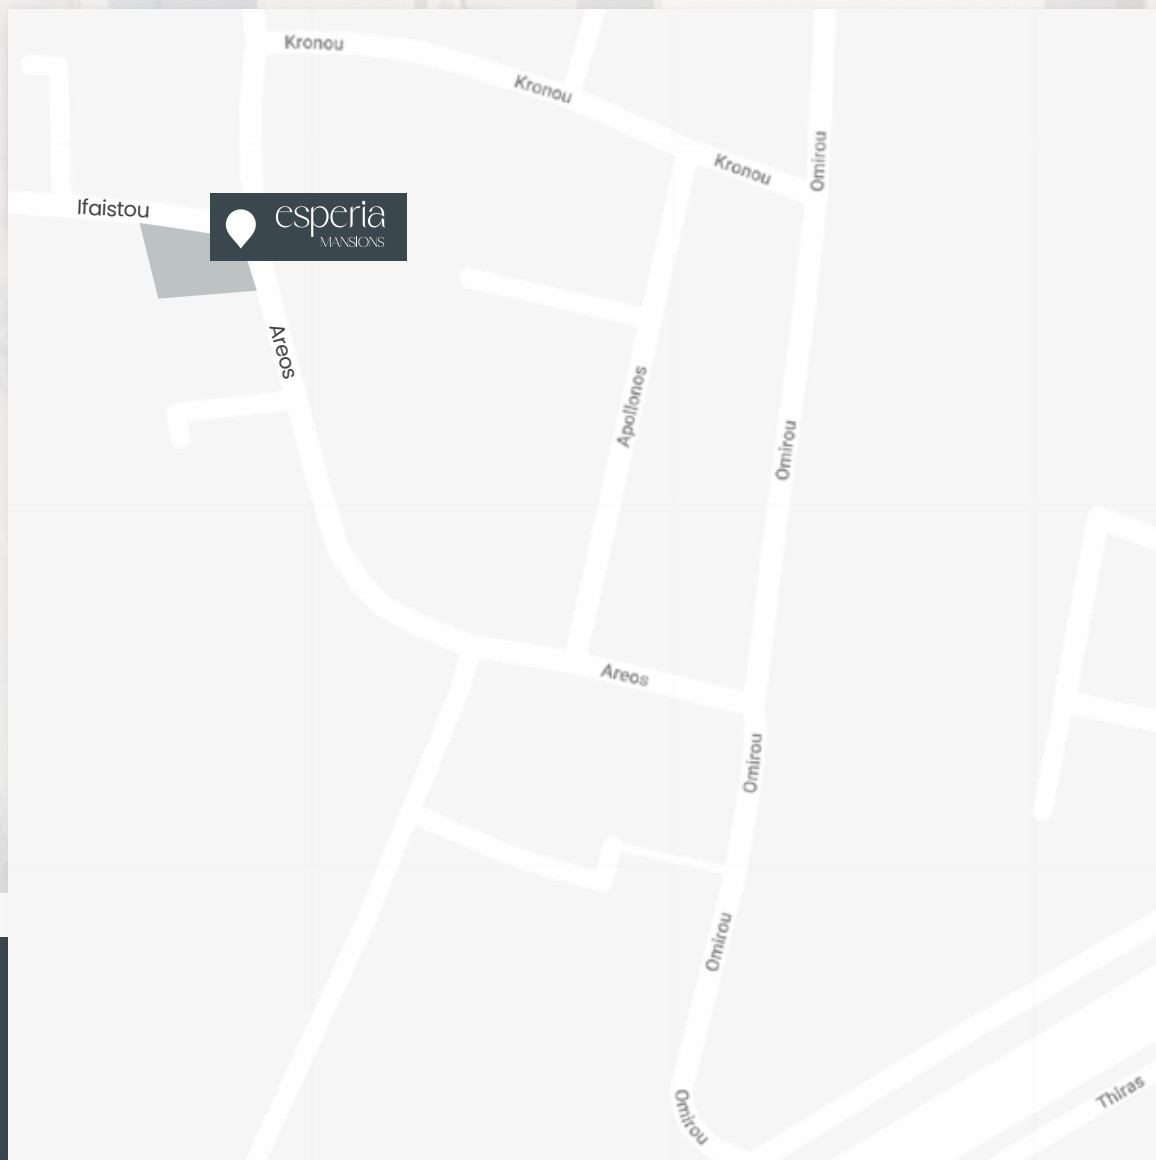 Kronou
Kronou
Kronou
Omirou
Ifaistou
esperia
MANSIONS
Areos
Apollonos
Omirou
Areos
Omirou
Omirou
Omirou
Thiras